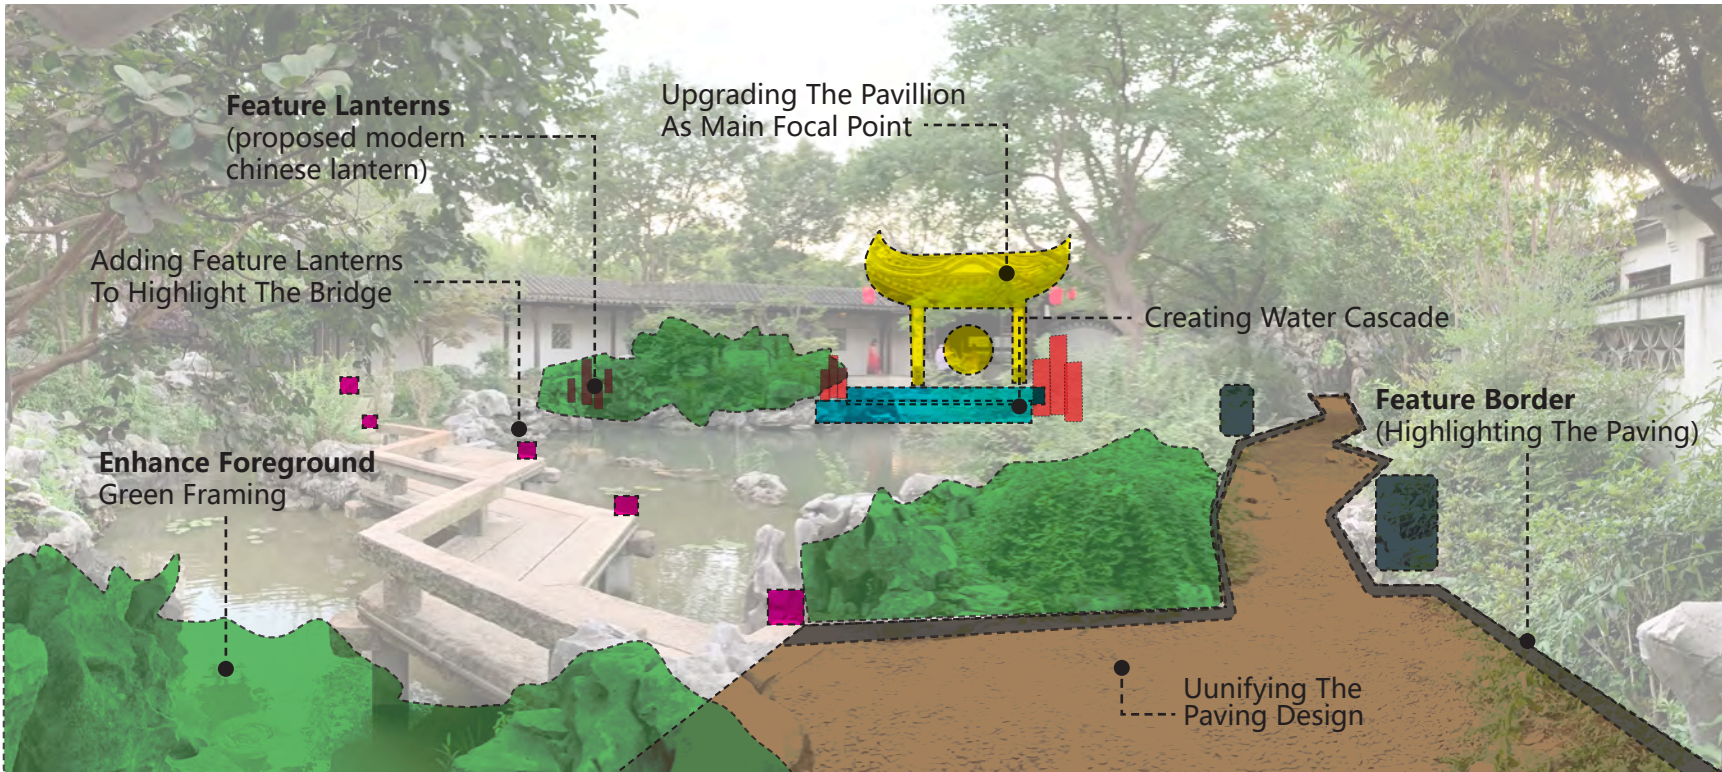 Feature Lanterns
(proposed modern
chinese lantern)
Upgrading The Pavillion
As Main Focal Point
Adding Feature Lanterns
To Highlight The Bridge
Creating Water Cascade
Feature Border
(Highlighting The Paving)
Enhance Foreground
Green Framing
Uunifying The
Paving Design